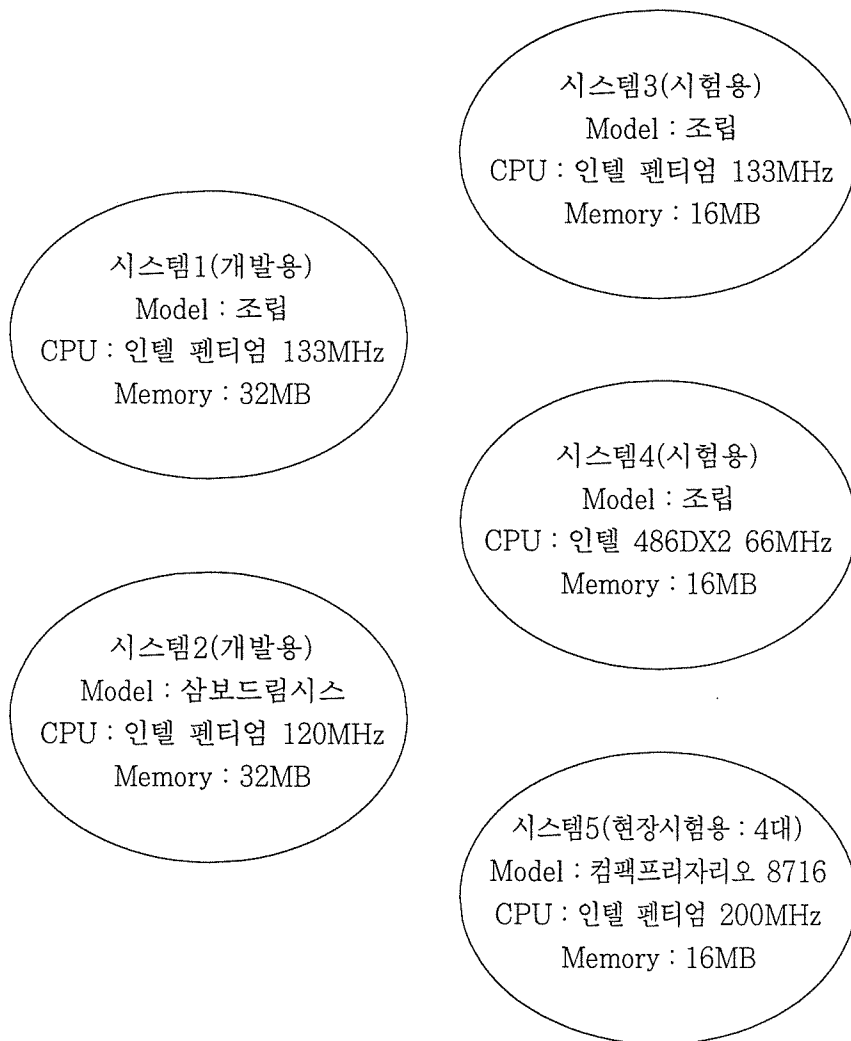 시스템1(개발용)
Model : 조립
CPU : 인텔 펜티엄 133MHz
Memory : 32MB
시스템2(개발용)
Model : 삼보드림시스
CPU : 인텔 펜티엄 120MHz
Memory : 32MB
시스템3(시험용)
Model : 조립
CPU : 인텔 펜티엄 133MHz
Memory : 16MB
시스템4(시험용)
Model : 조립
CPU : 인텔 486DX2 66MHz
Memory : 16MB
시스템5(현장시험용 : 4대)
Model : 컴팩프리자리오 8716
CPU : 인텔 펜티엄 200MHz
Memory : 16MB